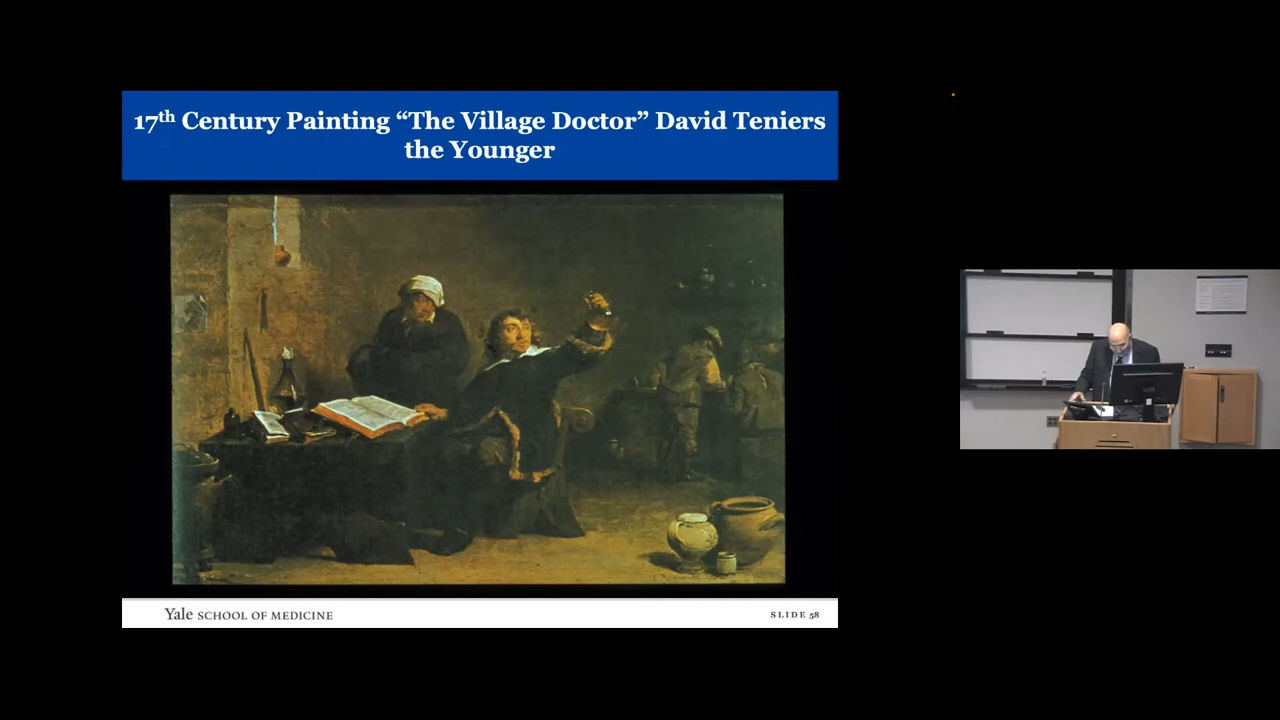 17th Century Painting “The Village Doctor” David Teniers
the Younger
Yale SCHOOL OF MEDICINE
SLIDE 58